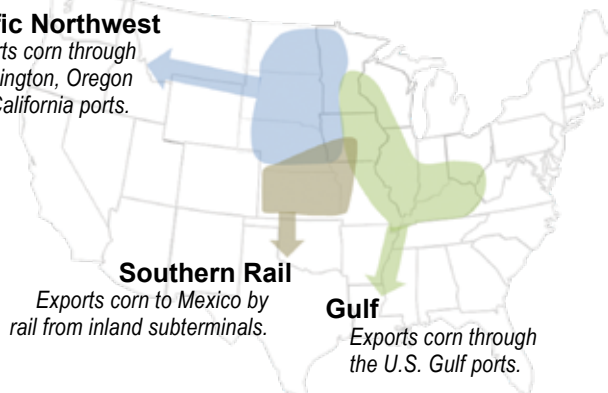 fic Northwest
rts corn through
ington, Oregon
California ports.
Southern Rail
Exports corn to Mexico by
rail from inland subterminals.
Gulf
Exports corn through
the U.S. Gulf ports.